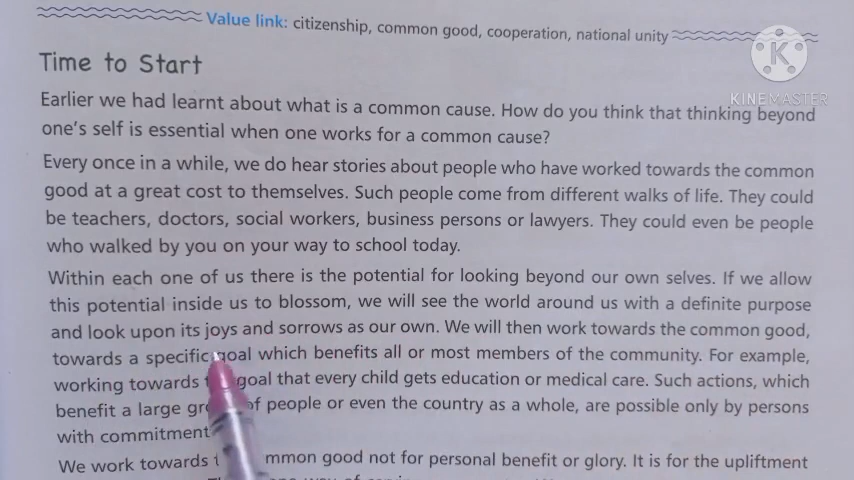 Value link: citizenship, common good, cooperation, national unity
K
KINEMASTER
Time to Start
Earlier we had learnt about what is a common cause. How do you think that thinking beyond
one's self is essential when one works for a common cause?
Every once in a while, we do hear stories about people who have worked towards the common
good at a great cost to themselves. Such people come from different walks of life. They could
be teachers, doctors, social workers, business persons or lawyers. They could even be people
who walked by you on your way to school today.
Within each one of us there is the potential for looking beyond our own selves. If we allow
this potential inside us to blossom, we will see the world around us with a definite purpose
and look upon its joys and sorrows as our own. We will then work towards the common good,
towards a specific goal which benefits all or most members of the community. For example,
working towards goal that every child gets education or medical care. Such actions, which
benefit a large of people or even the country as a whole, are possible only by persons
with commitment
We work towards mmon good not for personal benefit or glory. It is for the upliftment